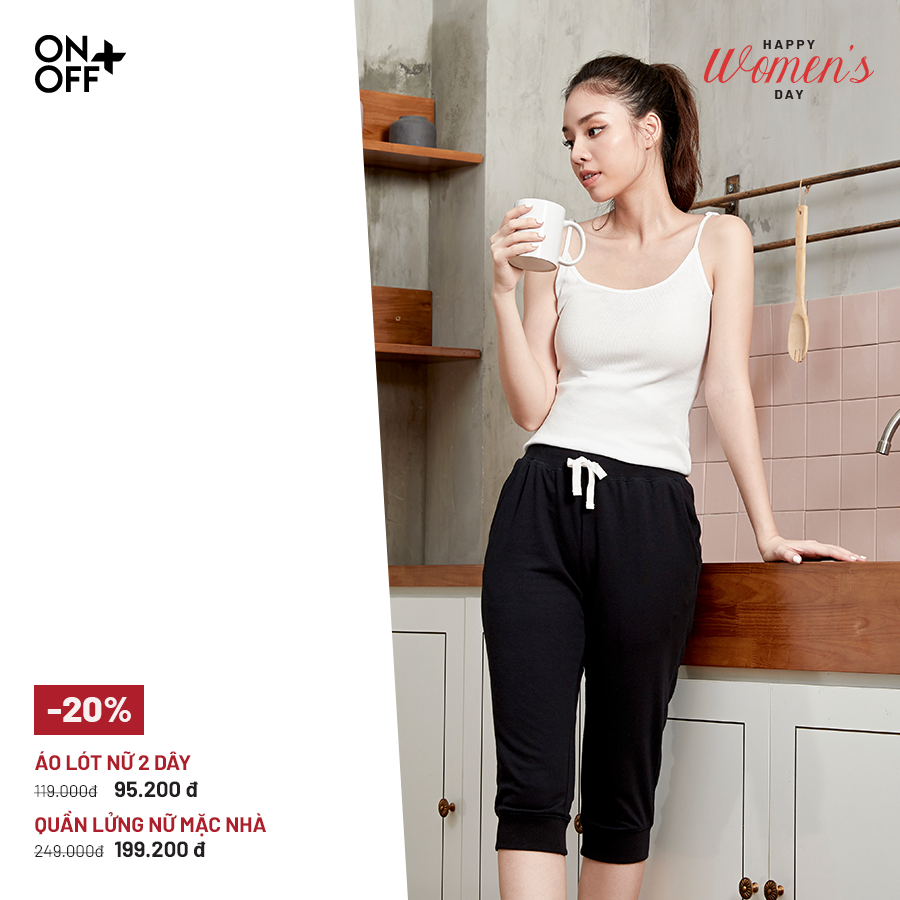 ON
OFF
HAPPY
Women's
DAY
-20%
ÁO LÓT NỮ 2 DÂY
119.000đ 95.200 đ
QUẦN LỬNG NỮ MẶC NHÀ
249.000đ 199.200 đ